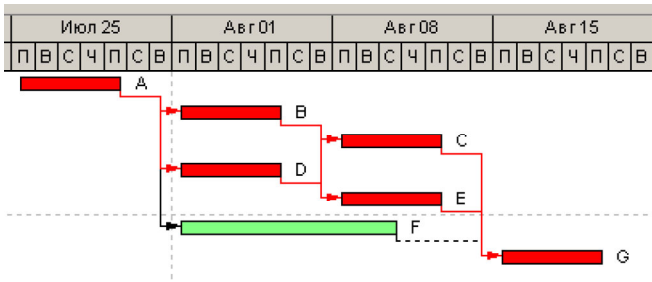 Июл 25 Авг 01 Авг 08 Авг 15
П В С Ч П С В П В С Ч П С В П В С Ч П С В П В С Ч П С В
A
B
C
D
E
F
G